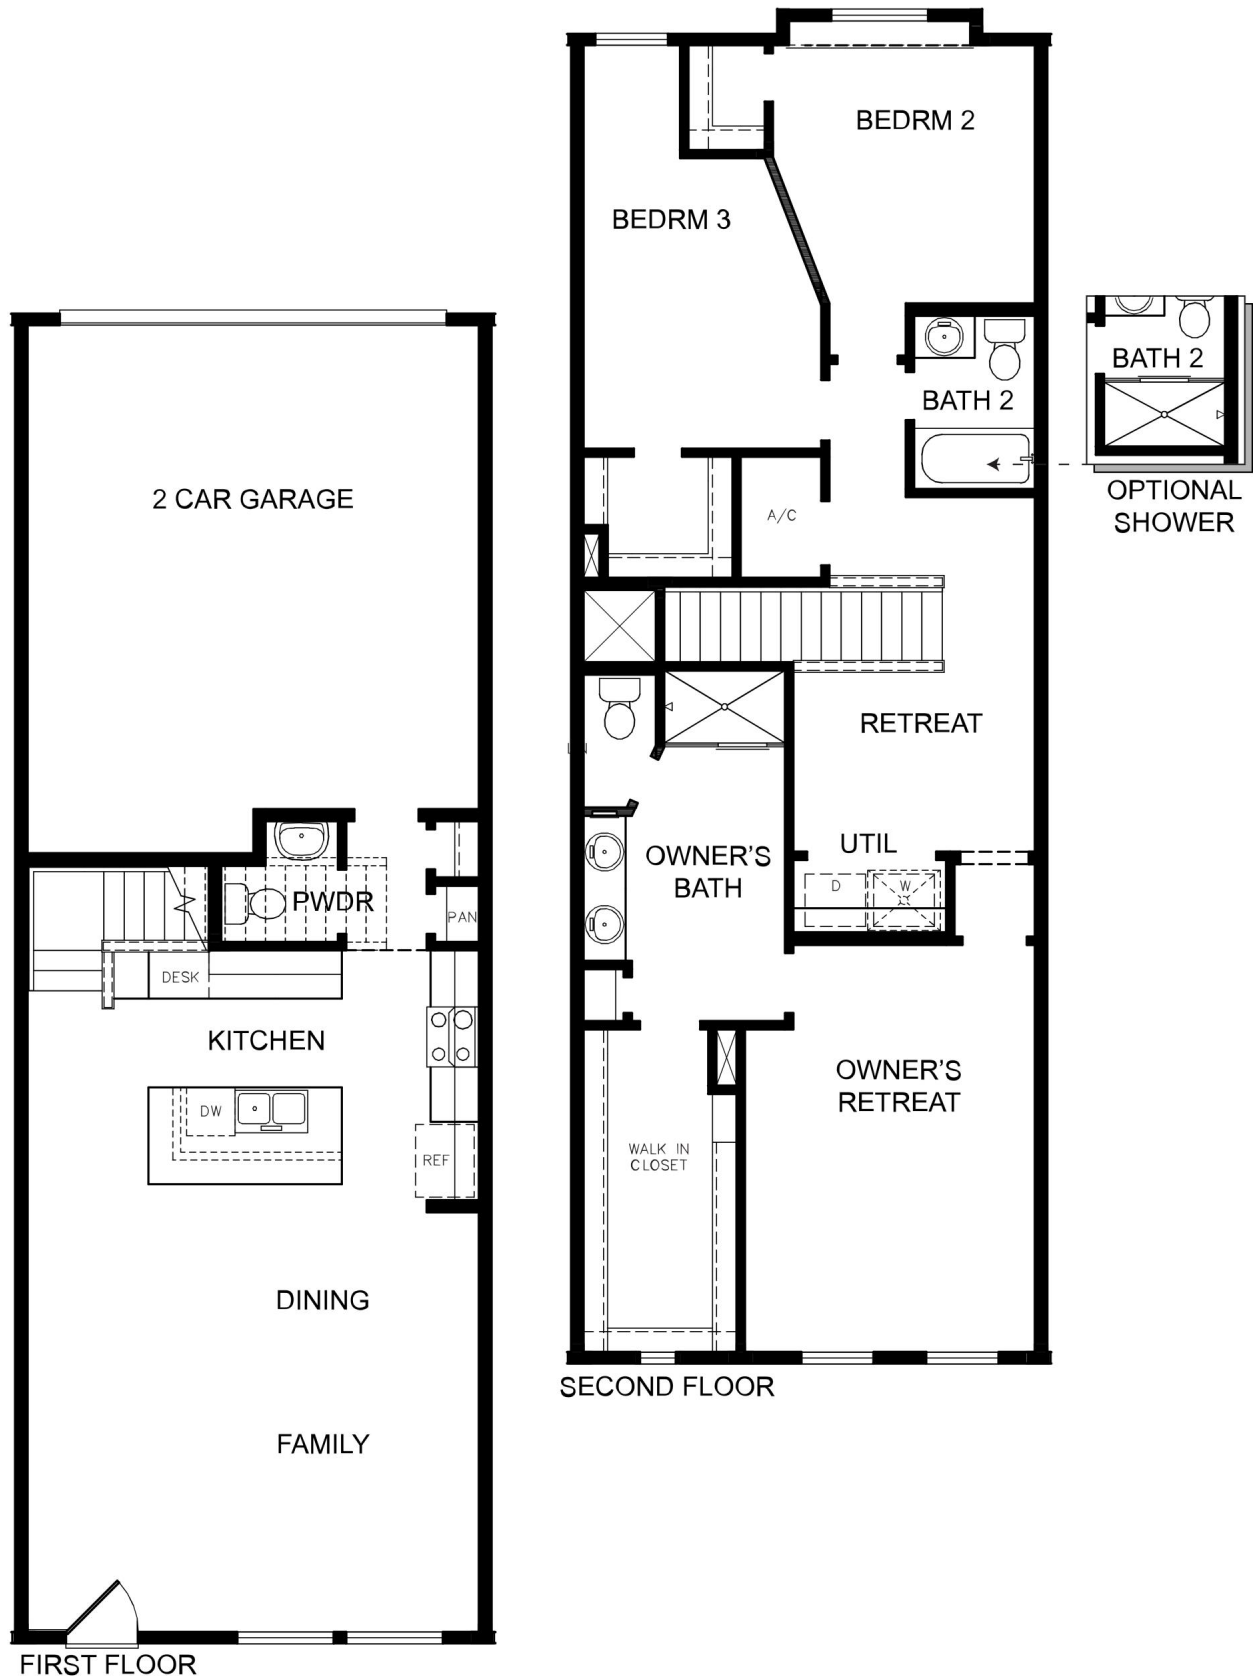 BEDRM 2
BEDRM 3
BATH 2
BATH 2
OPTIONAL
SHOWER
A/C
RETREAT
UTIL
D
W
OWNER'S
BATH
OWNER'S
RETREAT
WALK IN
CLOSET
SECOND FLOOR
2 CAR GARAGE
PWDR
PAN
DESK
KITCHEN
DW
REF
DINING
FAMILY
FIRST FLOOR